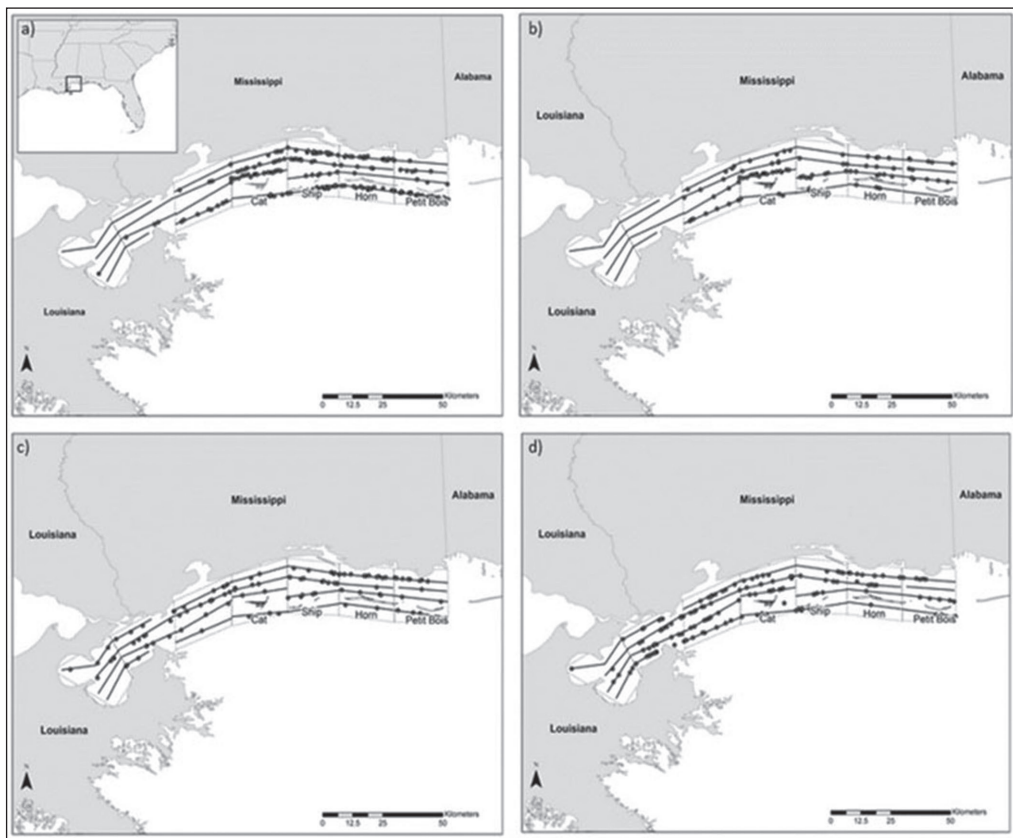 a)
Mississippi
Alabama
Cat
Ship
Horn
Petit Bois
Louisiana
N
Kilometers
0 12.5 25 50
b)
Mississippi
Alabama
Louisiana
Cat
Ship
Horn
Petit Bois
Louisiana
N
Kilometers
0 12.5 25 50
c)
Mississippi
Alabama
Louisiana
Cat
Ship
Horn
Petit Bois
Louisiana
N
Kilometers
0 12.5 25 50
d)
Mississippi
Alabama
Louisiana
Cat
Ship
Horn
Petit Bois
Louisiana
N
Kilometers
0 12.5 25 50